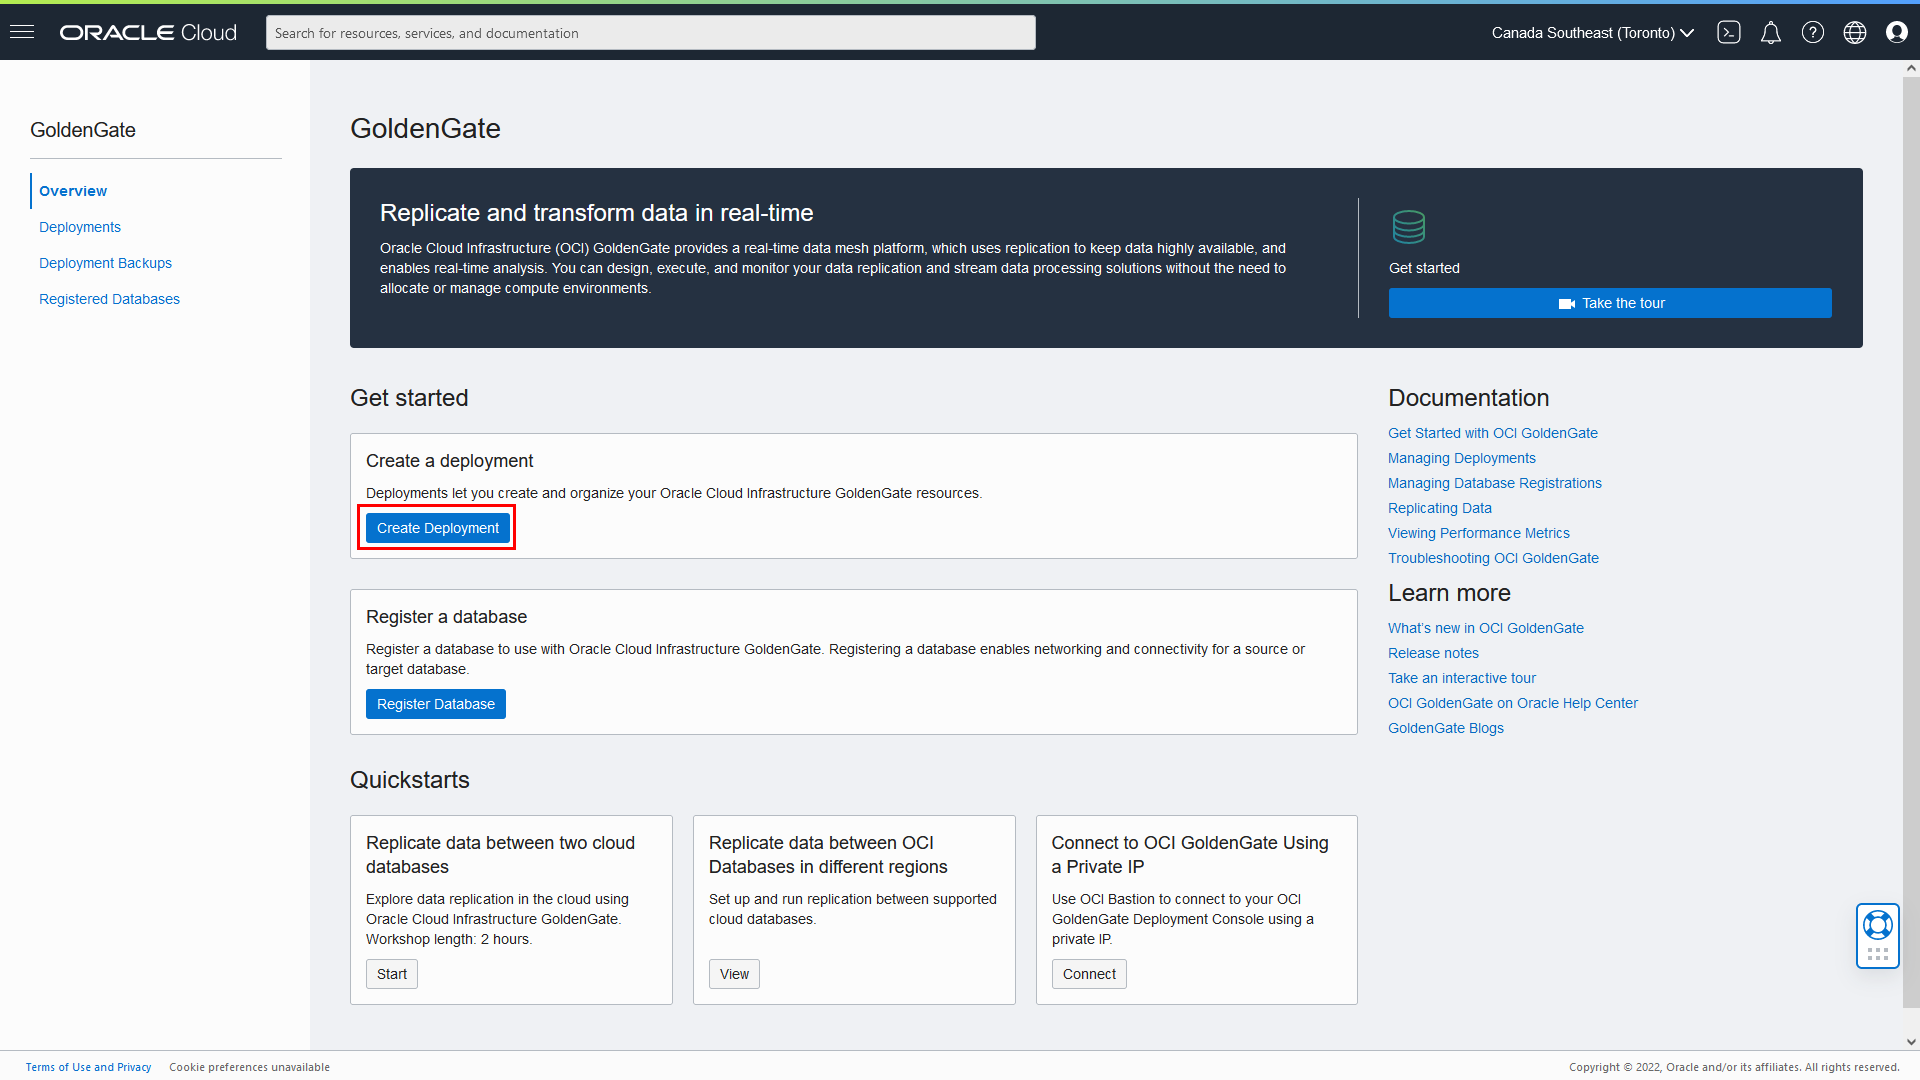 ORACLE Cloud
Search for resources, services, and documentation
Canada Southeast (Toronto)
GoldenGate
Overview
Deployments
Deployment Backups
Registered Databases
GoldenGate
Replicate and transform data in real-time
Oracle Cloud Infrastructure (OCI) GoldenGate provides a real-time data mesh platform, which uses replication to keep data highly available, and
enables real-time analysis. You can design, execute, and monitor your data replication and stream data processing solutions without the need to
allocate or manage compute environments.
Get started
Take the tour
Get started
Create a deployment
Deployments let you create and organize your Oracle Cloud Infrastructure GoldenGate resources.
Create Deployment
Register a database
Register a database to use with Oracle Cloud Infrastructure GoldenGate. Registering a database enables networking and connectivity for a source or
target database.
Register Database
Quickstarts
Replicate data between two cloud
databases
Explore data replication in the cloud using
Oracle Cloud Infrastructure GoldenGate.
Workshop length: 2 hours.
Start
Replicate data between OCI
Databases in different regions
Set up and run replication between supported
cloud databases.
View
Connect to OCI GoldenGate Using
a Private IP
Use OCI Bastion to connect to your OCI
GoldenGate Deployment Console using a
private IP.
Connect
Documentation
Get Started with OCI GoldenGate
Managing Deployments
Managing Database Registrations
Replicating Data
Viewing Performance Metrics
Troubleshooting OCI GoldenGate
Learn more
What's new in OCI GoldenGate
Release notes
Take an interactive tour
OCI GoldenGate on Oracle Help Center
GoldenGate Blogs
Terms of Use and Privacy
Cookie preferences unavailable
Copyright © 2022, Oracle and/or its affiliates. All rights reserved.